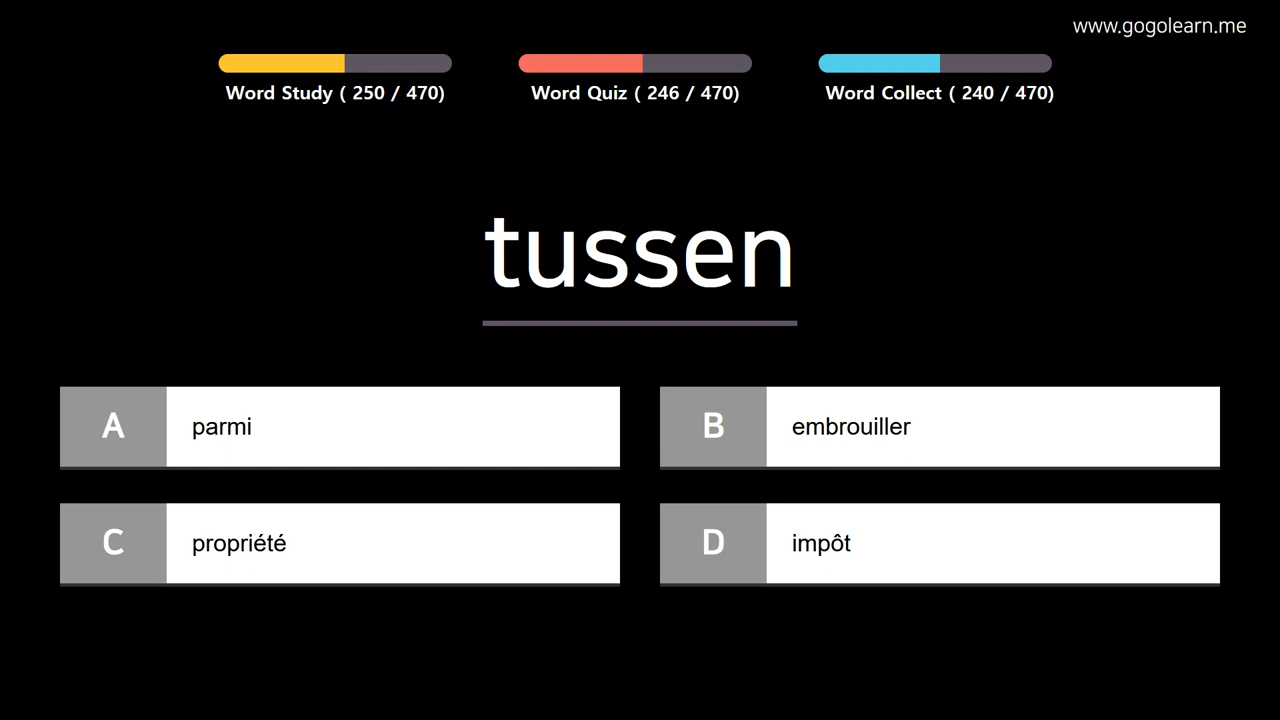 www.gogolearn.me
Word Study ( 250 / 470)
Word Quiz ( 246 / 470)
Word Collect ( 240 / 470)
tussen
A parmi
B embrouiller
C propriété
D impôt